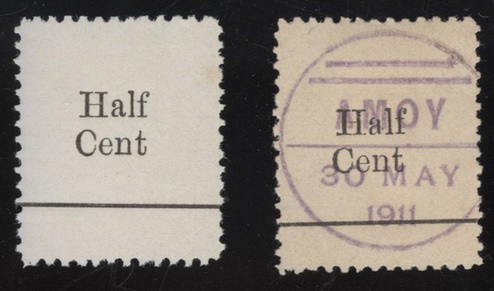 Half
Cent
AMOY
Half
Cent
30 MAY
1911